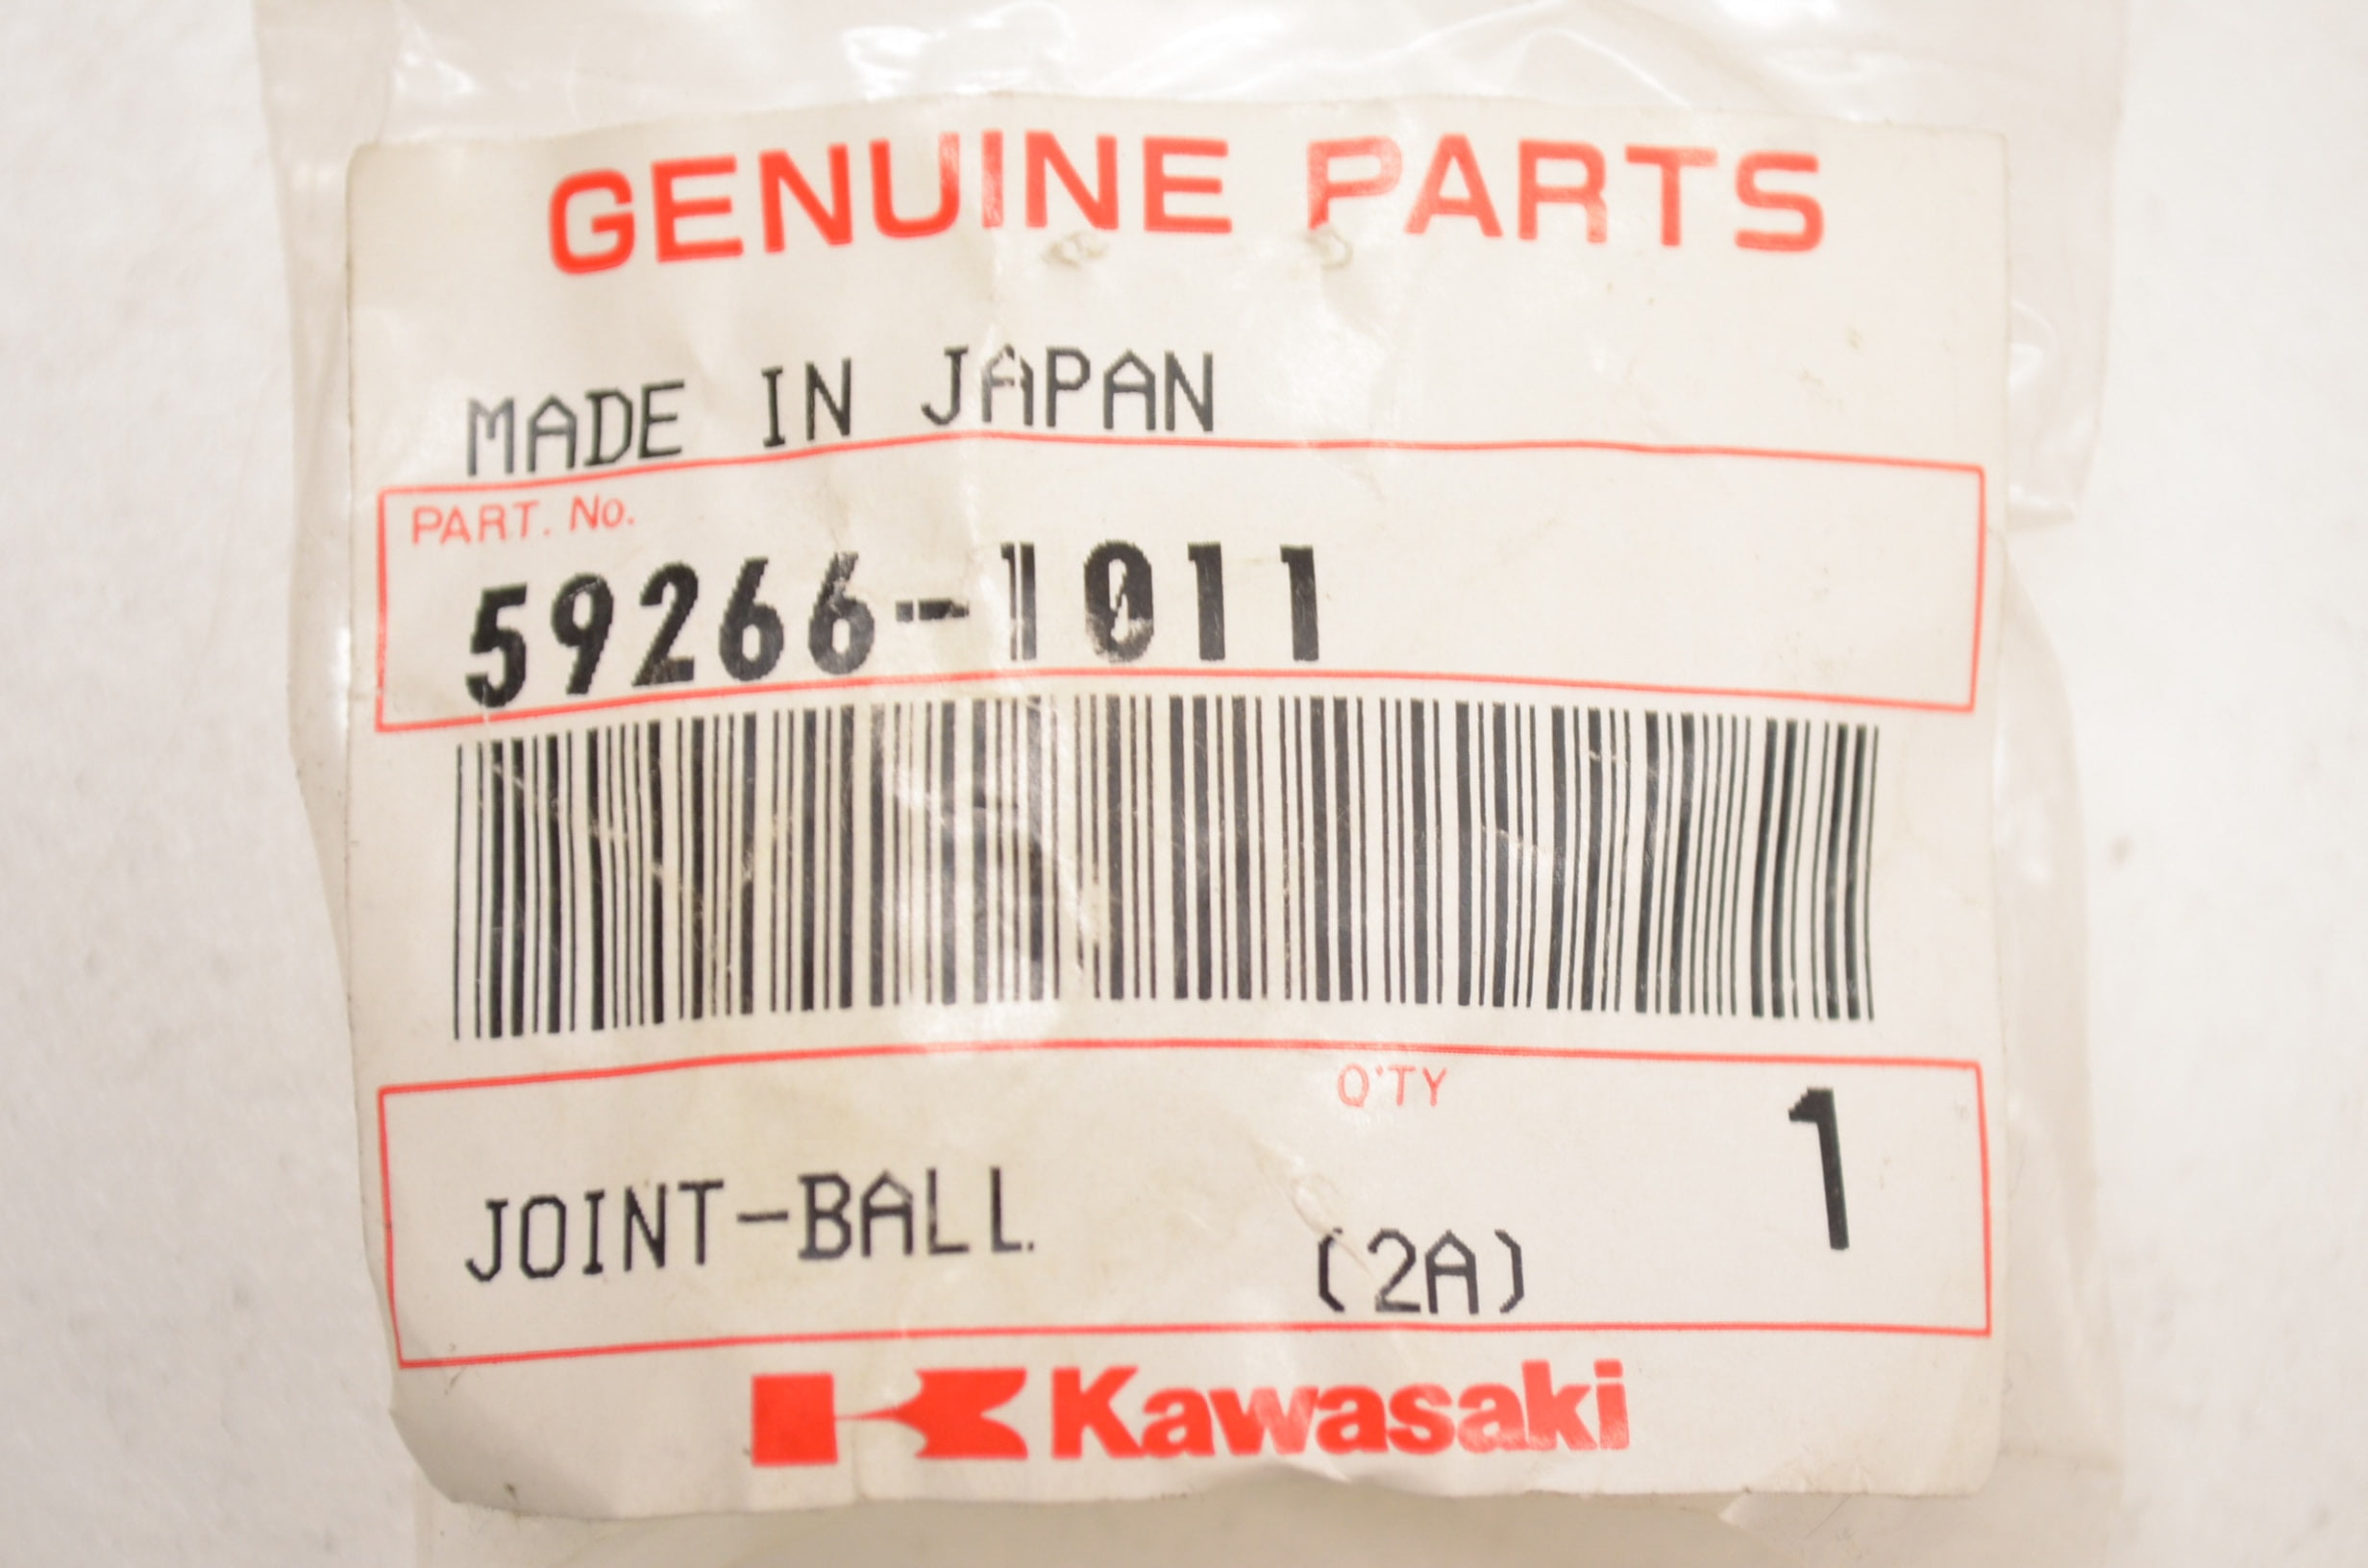 GENUINE PARTS
MADE IN JAPAN
PART. No.
59266-1011
Q'TY
1
JOINT-BALL
(2A)
Kawasaki